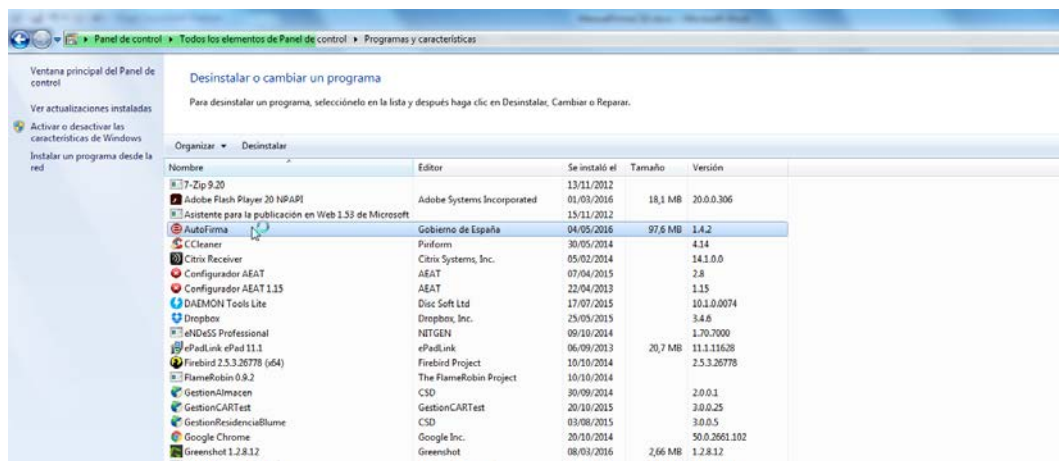 Panel de control ▸ Todos los elementos de Panel de control ▸ Programas y características
Ventana principal del Panel de control
Ver actualizaciones instaladas
Activar o desactivar las características de Windows
Instalar un programa desde la red
Desinstalar o cambiar un programa
Para desinstalar un programa, selecciónelo en la lista y después haga clic en Desinstalar, Cambiar o Reparar.
Organizar Desinstalar
Nombre Editor Se instaló el Tamaño Versión
7-Zip 9.20 13/11/2012
Adobe Flash Player 20 NPAPI Adobe Systems Incorporated 01/03/2016 18,1 MB 20.0.0.306
Asistente para la publicación en Web 1.53 de Microsoft 15/11/2012
AutoFirma Gobierno de España 04/05/2016 97,6 MB 1.4.2
CCleaner Piriform 30/05/2014 4.14
Citrix Receiver Citrix Systems, Inc. 05/02/2014 14.1.0.0
Configurador AEAT AEAT 07/04/2015 2.8
Configurador AEAT 1.15 AEAT 22/04/2013 1.15
DAEMON Tools Lite Disc Soft Ltd 17/07/2015 10.1.0.0074
Dropbox Dropbox, Inc. 25/05/2015 3.4.6
eNDeSS Professional NITGEN 09/10/2014 1.70.7000
ePadLink ePad 11.1 ePadLink 06/09/2013 20,7 MB 11.1.11628
Firebird 2.5.3.26778 (x64) Firebird Project 10/10/2014 2.5.3.26778
FlameRobin 0.9.2 The FlameRobin Project 10/10/2014
GestionAlmacen CSD 30/09/2014 2.0.0.1
GestionCARTest GestionCARTest 20/10/2015 3.0.0.25
GestionResidenciaBlume CSD 03/08/2015 3.0.0.5
Google Chrome Google Inc. 20/10/2014 50.0.2661.102
Greenshot 1.2.8.12 Greenshot 08/03/2016 2,66 MB 1.2.8.12